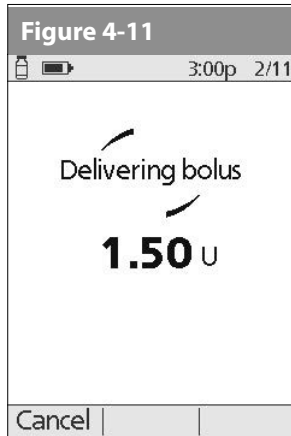 Figure 4-11
3:00p 2/11
Delivering bolus
1.50 U
Cancel